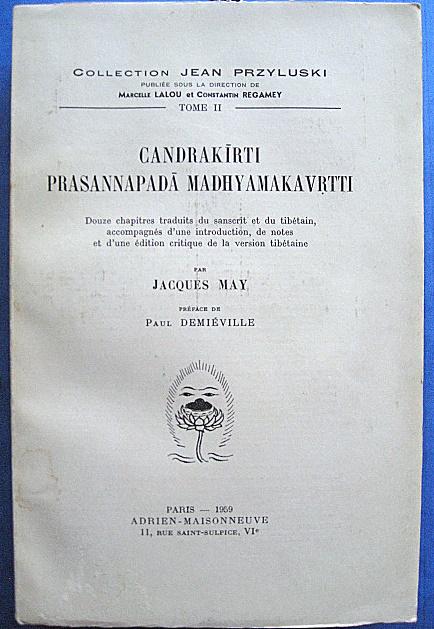 Collection JEAN PRZYLUSKI
PUBLIÉE SOUS LA DIRECTION DE
Marcelle LALOU et Constantin REGAMEY
TOME II
CANDRAKĪRTI
PRASANNAPADĀ MADHYAMAKAVṚTTI
Douze chapitres traduits du sanscrit et du tibétain,
accompagnés d'une introduction, de notes
et d'une édition critique de la version tibétaine
PAR
JACQUES MAY
PRÉFACE DE
Paul DEMIÉVILLE
PARIS — 1959
ADRIEN-MAISONNEUVE
11, RUE SAINT-SULPICE, VIe